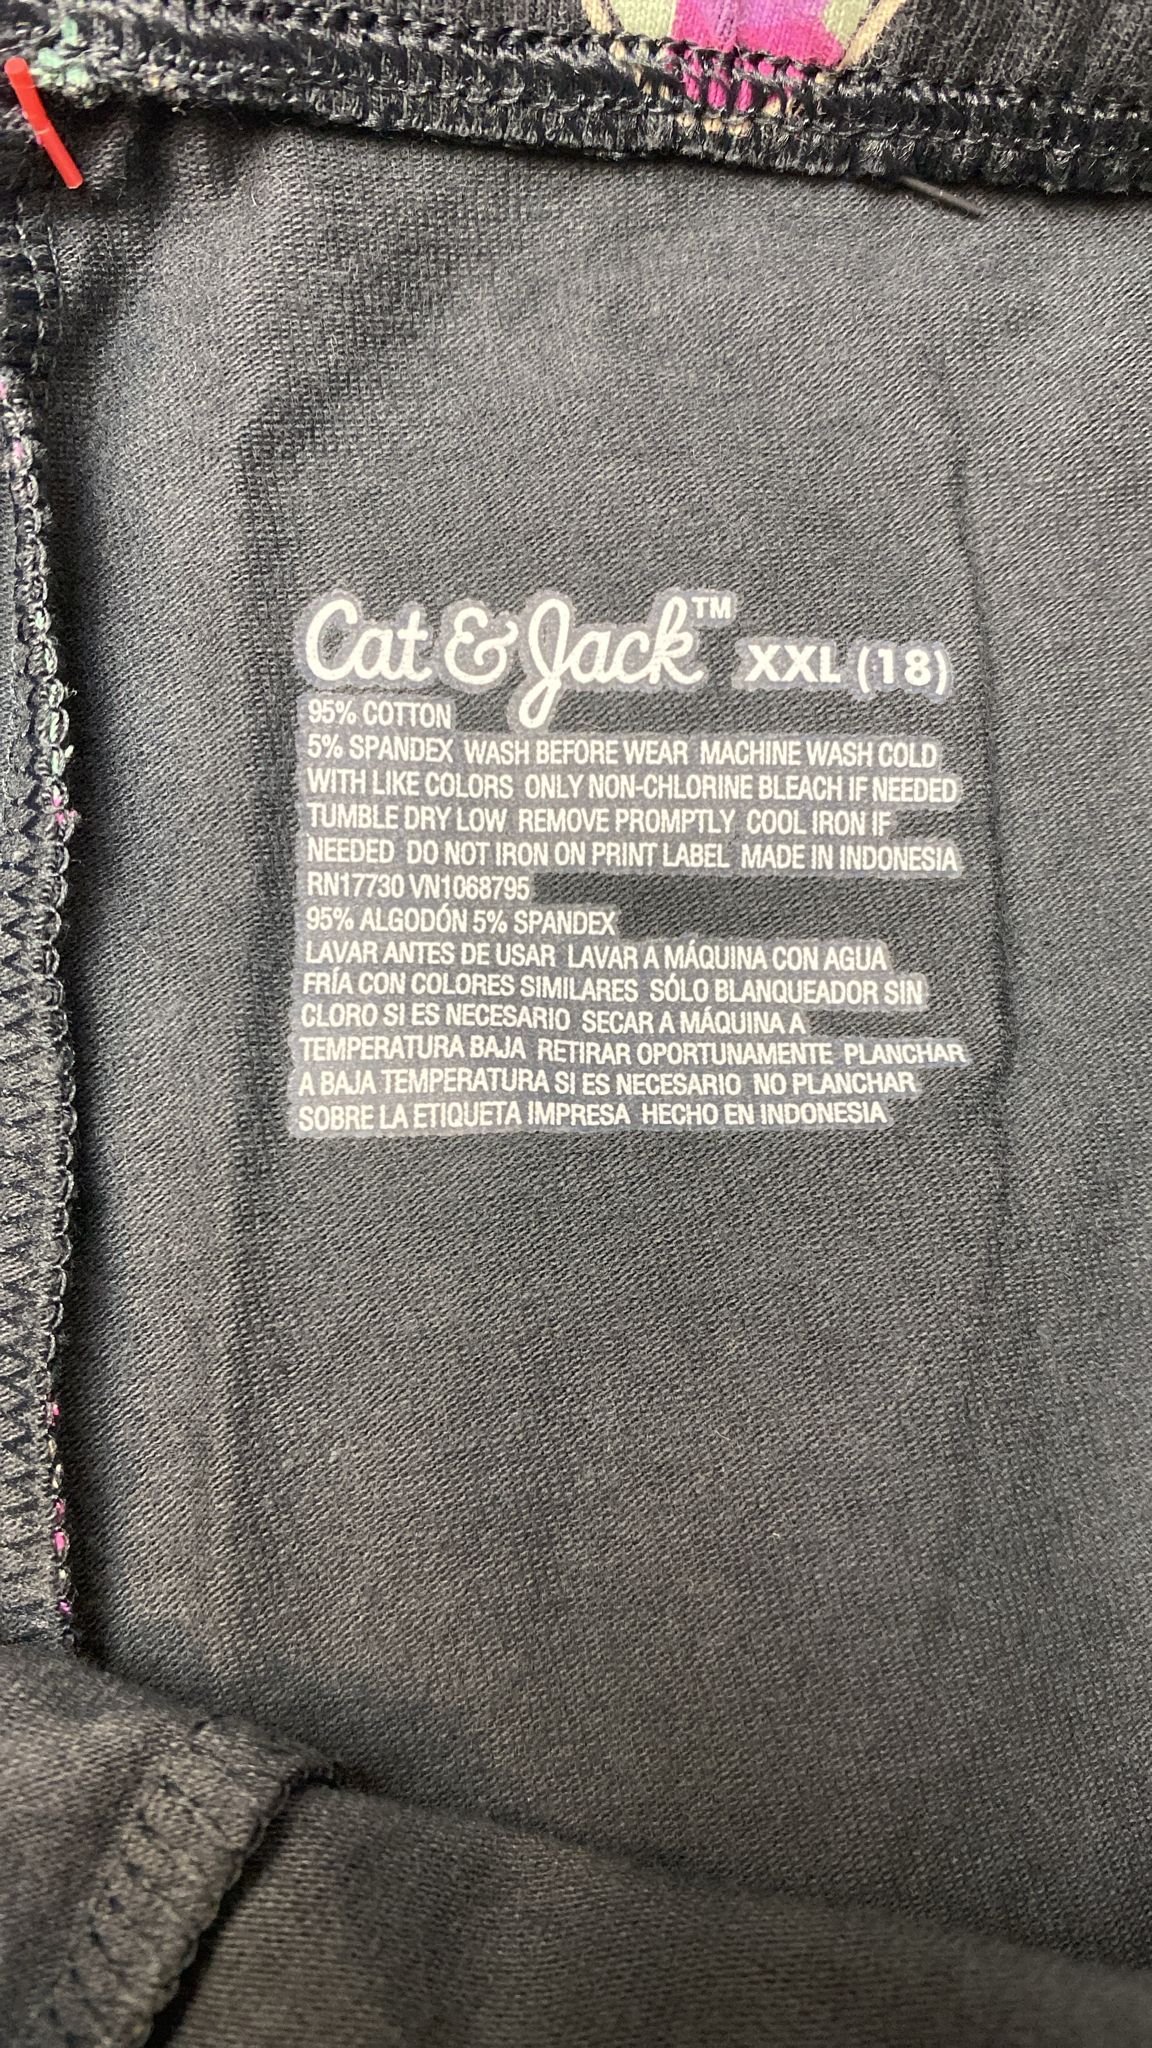 Cat & Jack™ XXL (18)
95% COTTON
5% SPANDEX WASH BEFORE WEAR MACHINE WASH COLD
WITH LIKE COLORS ONLY NON-CHLORINE BLEACH IF NEEDED
TUMBLE DRY LOW REMOVE PROMPTLY COOL IRON IF
NEEDED DO NOT IRON ON PRINT LABEL MADE IN INDONESIA
RN17730 VN1068795
95% ALGODÓN 5% SPANDEX
LAVAR ANTES DE USAR LAVAR A MÁQUINA CON AGUA
FRÍA CON COLORES SIMILARES SÓLO BLANQUEADOR SIN
CLORO SI ES NECESARIO SECAR A MÁQUINA A
TEMPERATURA BAJA RETIRAR OPORTUNAMENTE PLANCHAR
A BAJA TEMPERATURA SI ES NECESARIO NO PLANCHAR
SOBRE LA ETIQUETA IMPRESA HECHO EN INDONESIA